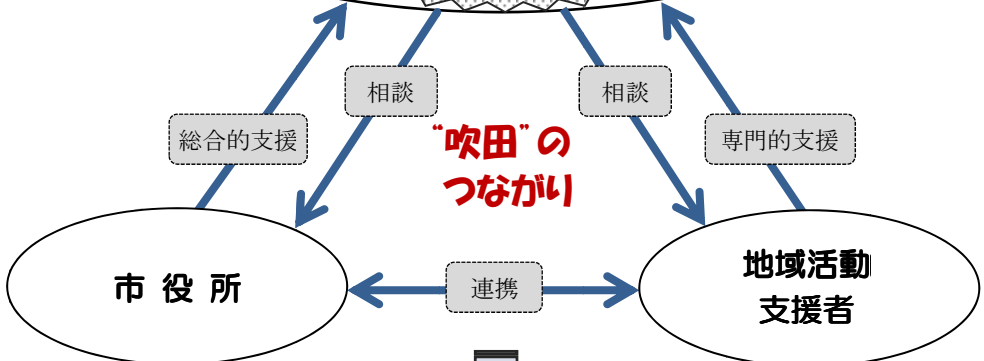 相談
相談
総合的支援
専門的支援
“吹田”の
つながり
市役所
連携
地域活動
支援者